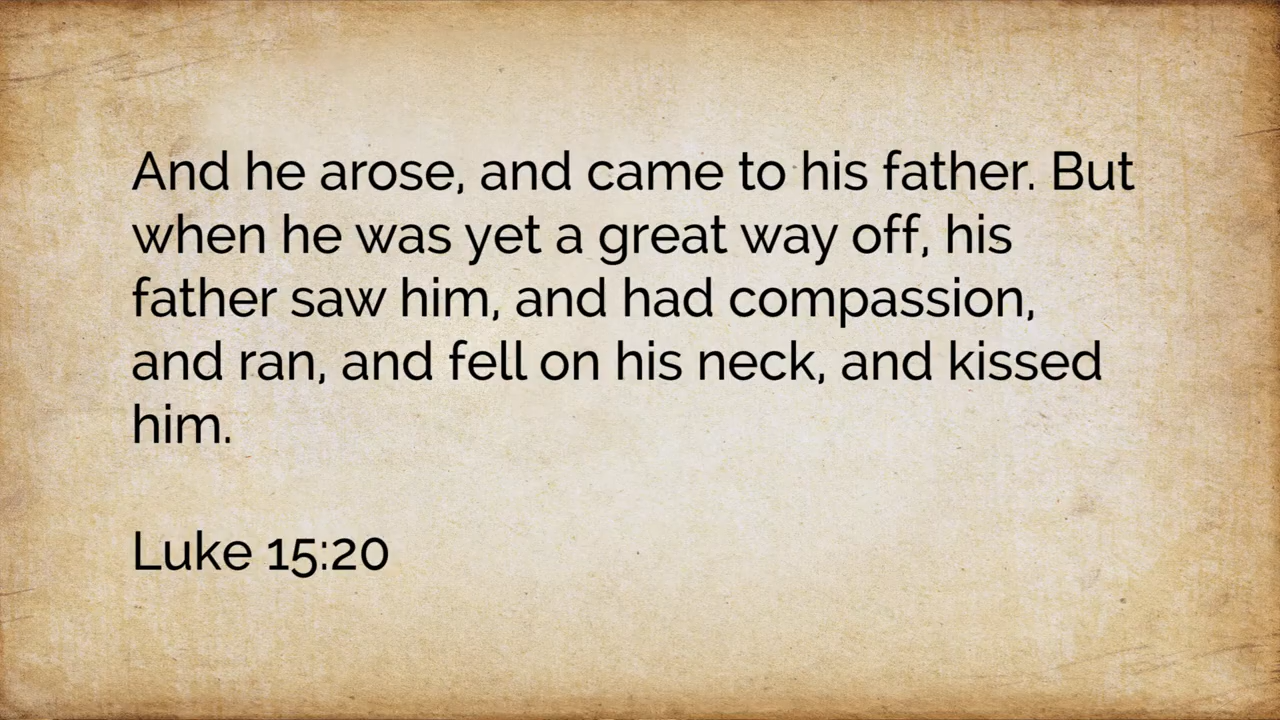 And he arose, and came to his father. But
when he was yet a great way off, his
father saw him, and had compassion,
and ran, and fell on his neck, and kissed
him.
Luke 15:20